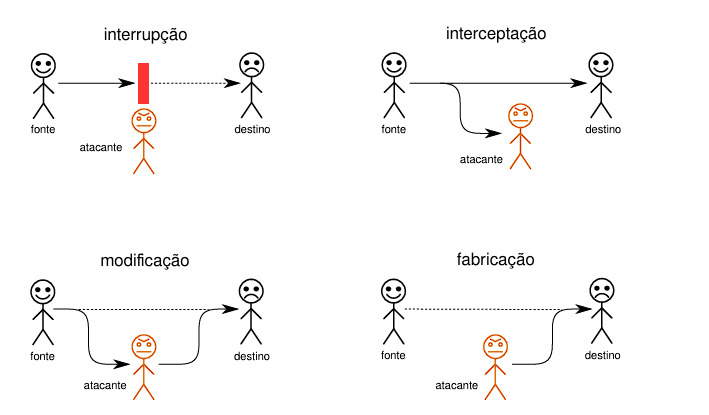 interrupção
fonte
atacante
destino
interceptação
fonte
atacante
destino
modificação
fonte
atacante
destino
fabricação
fonte
atacante
destino